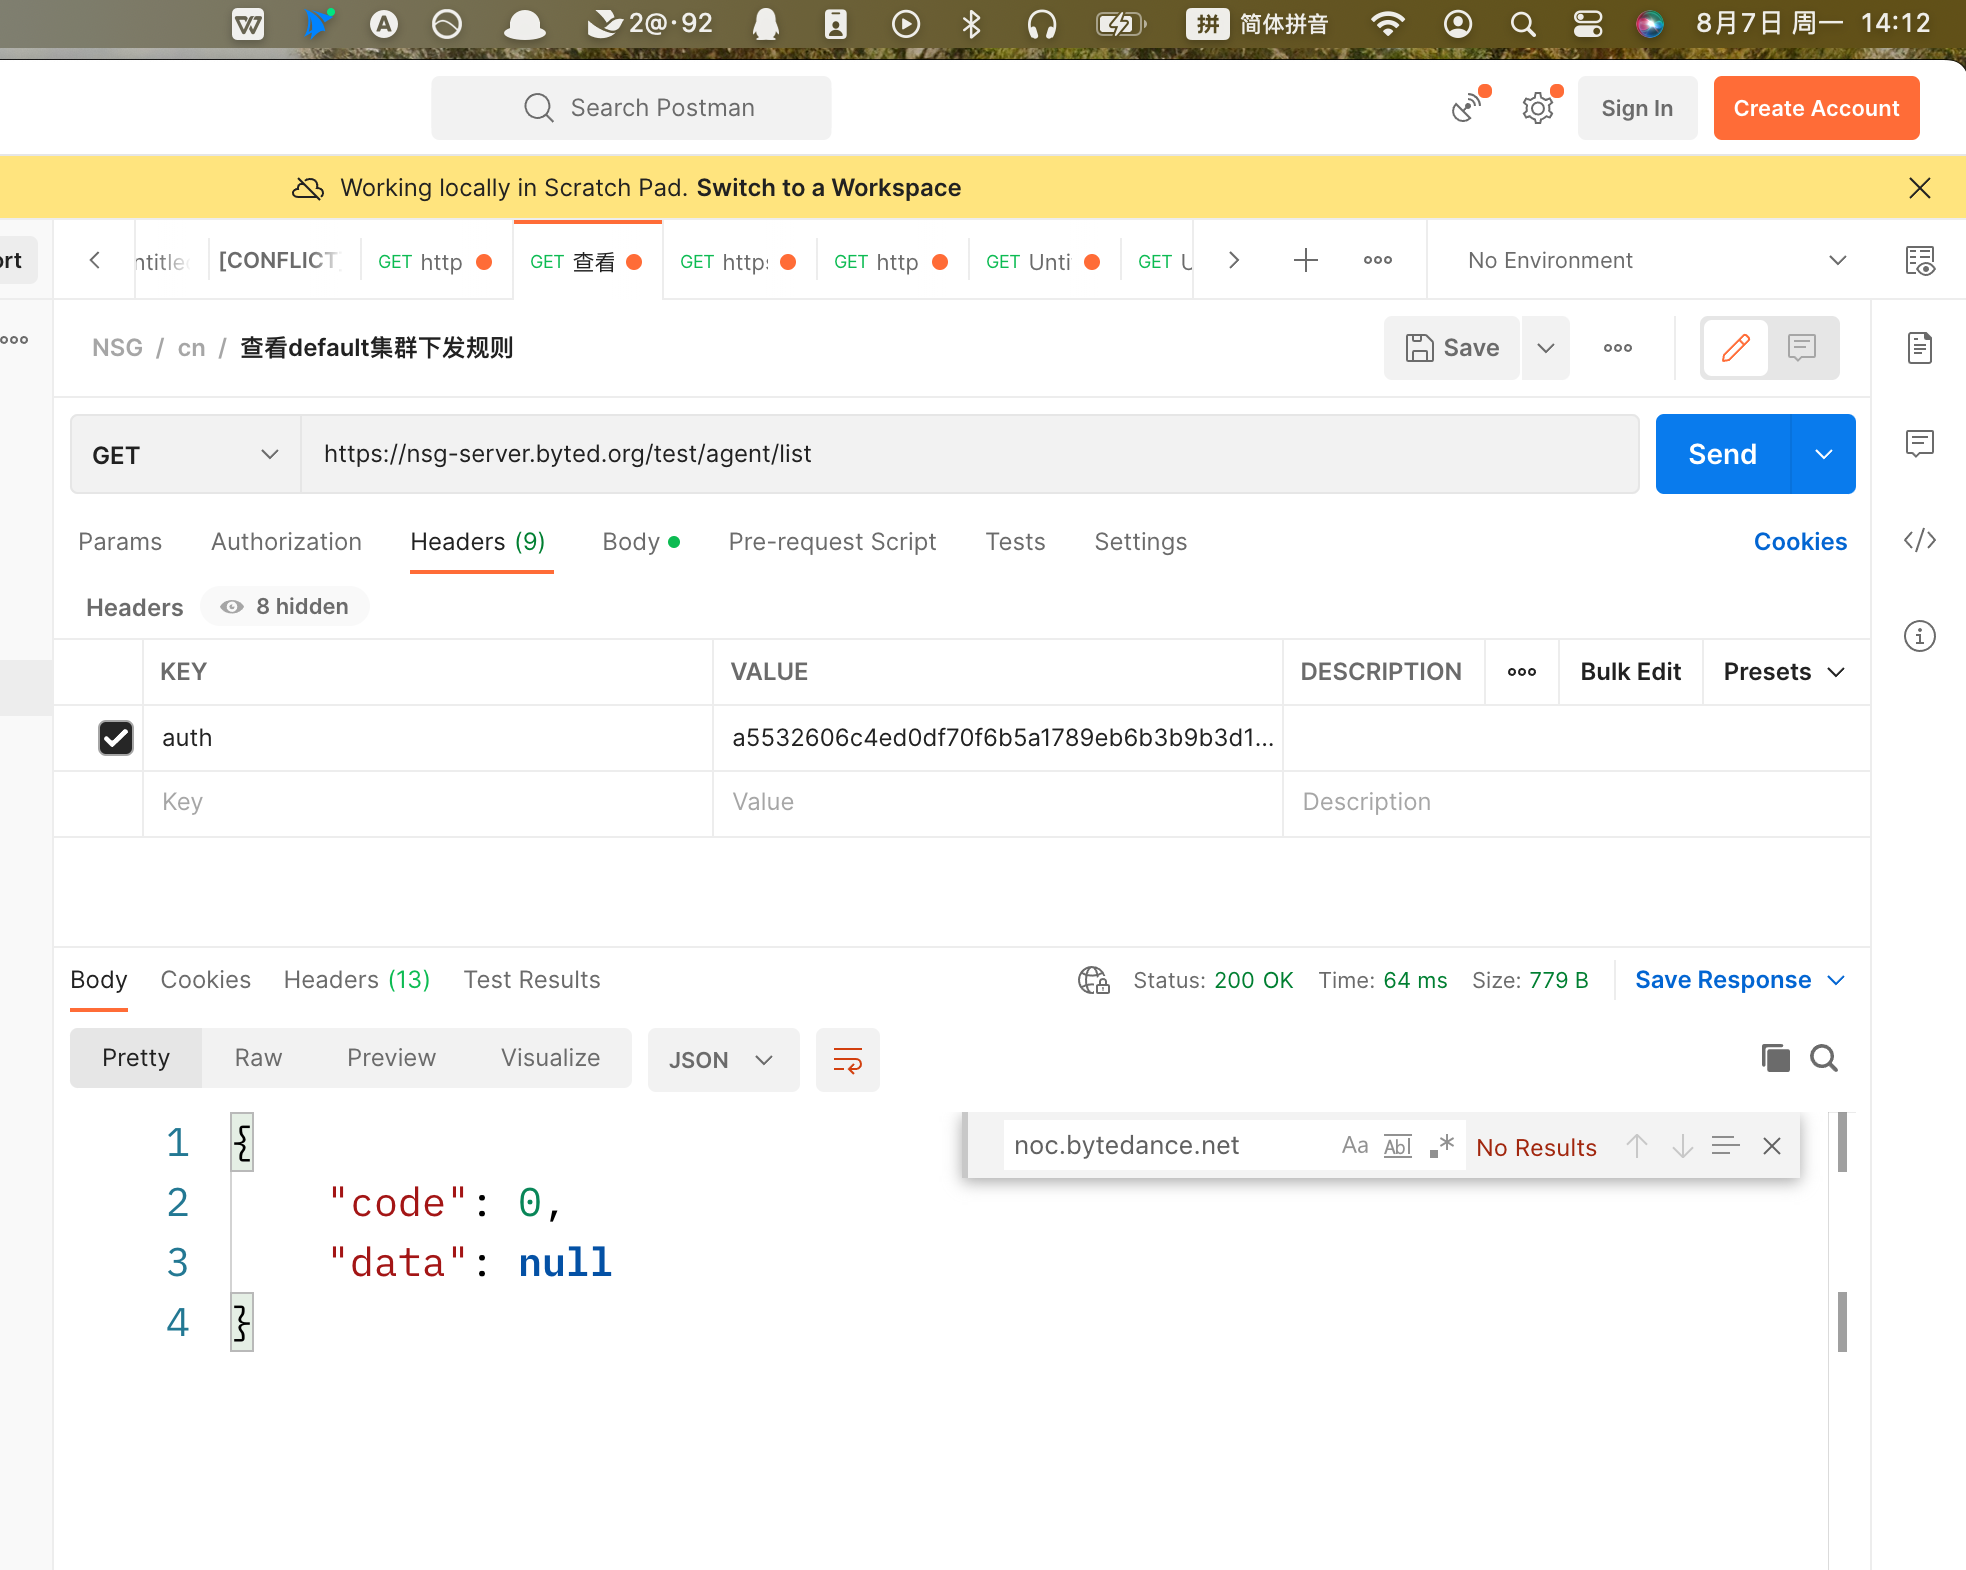 2@·92
拼 简体拼音
8月7日 周一 14:12
Search Postman
Sign In
Create Account
Working locally in Scratch Pad. Switch to a Workspace
[CONFLICT
GET http
GET 查看
GET http
GET http
GET Unti
GET U
No Environment
NSG / cn / 查看default集群下发规则
Save
GET
https://nsg-server.byted.org/test/agent/list
Send
Params Authorization Headers (9) Body Pre-request Script Tests Settings Cookies
Headers 8 hidden
KEY VALUE DESCRIPTION Bulk Edit Presets
auth a5532606c4ed0df70f6b5a1789eb6b3b9b3d1...
Key Value Description
Body Cookies Headers (13) Test Results Status: 200 OK Time: 64 ms Size: 779 B Save Response
Pretty Raw Preview Visualize JSON
noc.bytedance.net Aa Abl .* No Results
1 {
2 "code": 0,
3 "data": null
4 }